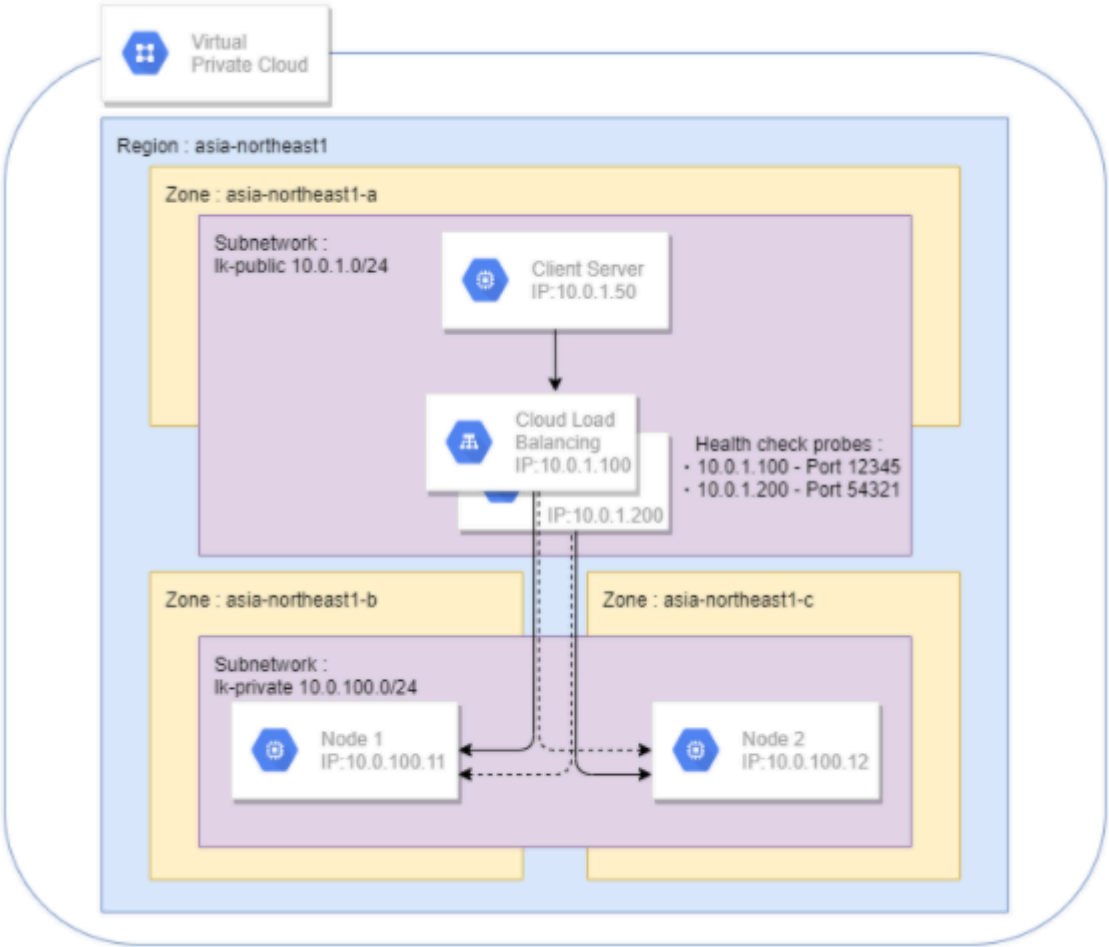 Virtual
Private Cloud
Region : asia-northeast1
Zone : asia-northeast1-a
Subnetwork :
lk-public 10.0.1.0/24
Client Server
IP:10.0.1.50
Cloud Load
Balancing
IP:10.0.1.100
IP:10.0.1.200
Health check probes :
・10.0.1.100 - Port 12345
・10.0.1.200 - Port 54321
Zone : asia-northeast1-b
Zone : asia-northeast1-c
Subnetwork :
lk-private 10.0.100.0/24
Node 1
IP:10.0.100.11
Node 2
IP:10.0.100.12